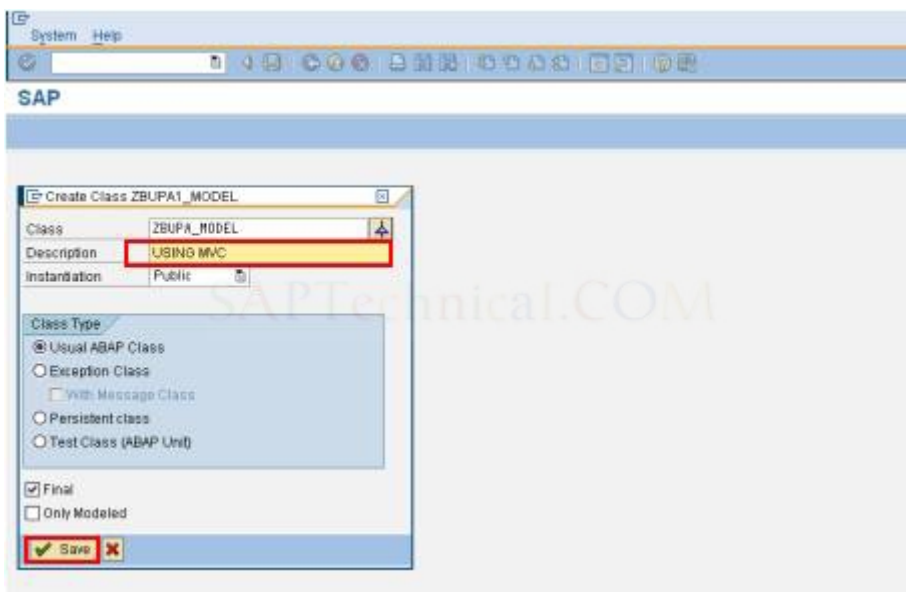 System Help
SAP
Create Class ZBUPA1_MODEL
Class ZBUPA_MODEL
Description USING MVC
Instantiation Public
SAPTechnical.COM
Class Type
Usual ABAP Class
Exception Class
With Message Class
Persistent class
Test Class (ABAP Unit)
Final
Only Modeled
Save